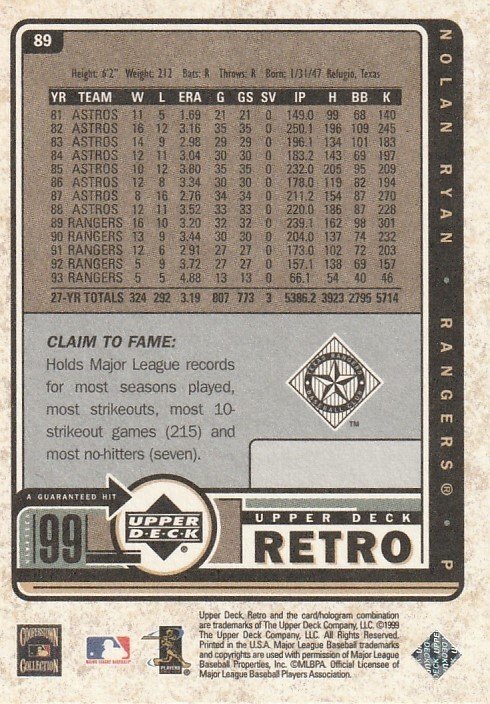 89
Height: 6'2" Weight: 212 Bats: R Throws: R Born: 1/31/47 Refugio, Texas
YR TEAM W L ERA G GS SV IP H BB K
81 ASTROS 11 5 1.69 21 21 0 149.0 99 68 140
82 ASTROS 16 12 3.16 35 35 0 250.1 196 109 245
83 ASTROS 14 9 2.98 29 29 0 196.1 134 101 183
84 ASTROS 12 11 3.04 30 30 0 183.2 143 69 197
85 ASTROS 10 12 3.80 35 35 0 232.0 205 95 209
86 ASTROS 12 8 3.34 30 30 0 178.0 119 82 194
87 ASTROS 8 16 2.76 34 34 0 211.2 154 87 270
88 ASTROS 12 11 3.52 33 33 0 220.0 186 87 228
89 RANGERS 16 10 3.20 32 32 0 239.1 162 98 301
90 RANGERS 13 9 3.44 30 30 0 204.0 137 74 232
91 RANGERS 12 6 2.91 27 27 0 173.0 102 72 203
92 RANGERS 5 9 3.72 27 27 0 157.1 138 69 157
93 RANGERS 5 5 4.88 13 13 0 66.1 54 40 46
27-YR TOTALS 324 292 3.19 807 773 3 5386.2 3923 2795 5714
NOLAN RYAN • RANGERS® • P
CLAIM TO FAME:
Holds Major League records
for most seasons played,
most strikeouts, most 10-
strikeout games (215) and
most no-hitters (seven).
TEXAS RANGERS
BASEBALL CLUB
TM
A GUARANTEED HIT
99
UPPER
DECK
UPPER DECK
RETRO
Upper Deck, Retro and the card/hologram combination
are trademarks of The Upper Deck Company, LLC. ©1999
The Upper Deck Company, LLC. All Rights Reserved.
Printed in the U.S.A. Major League Baseball trademarks
and copyrights are used with permission of Major League
Baseball Properties, Inc. ©MLBPA. Official Licensee of
Major League Baseball Players Association.
COOPERSTOWN
COLLECTION
MAJOR LEAGUE BASEBALL
PLAYERS
UPPER
DECK